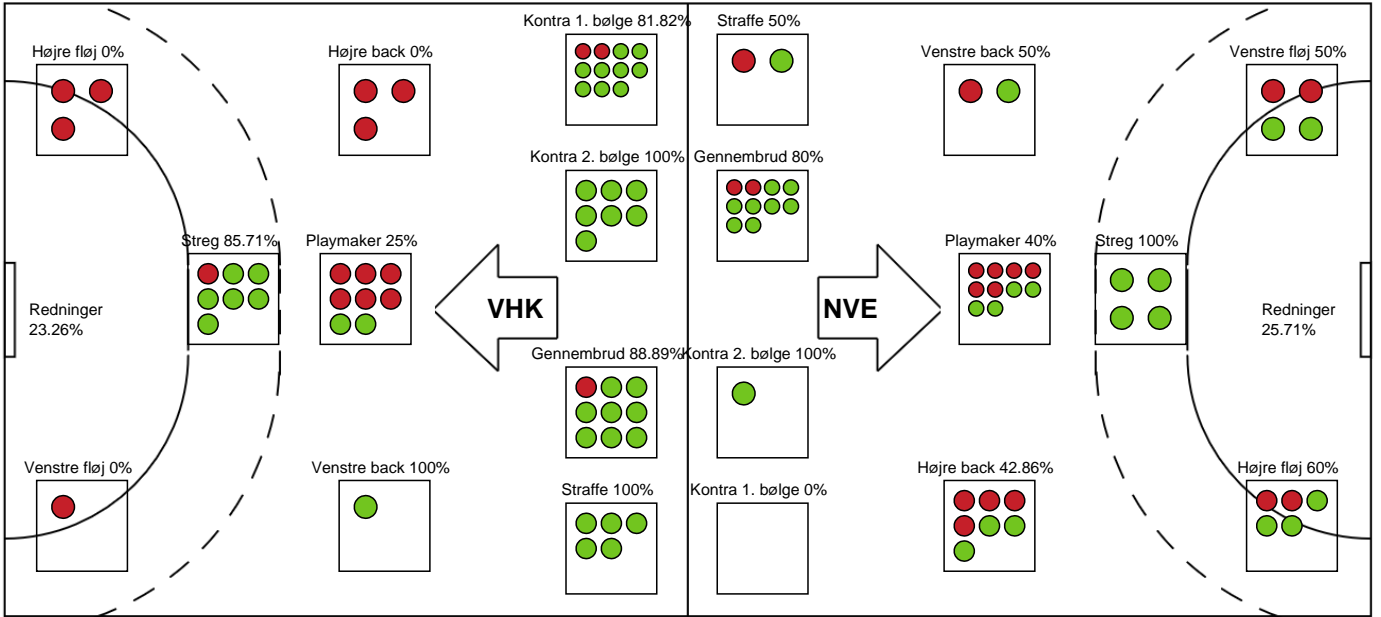 Kontra 1. bølge 81.82%
Straffe 50%
Højre fløj 0%
Højre back 0%
Venstre back 50%
Venstre fløj 50%
Kontra 2. bølge 100%
Gennembrud 80%
Streg 85.71%
Playmaker 25%
Playmaker 40%
Streg 100%
Redninger
23.26%
VHK
NVE
Redninger
25.71%
Gennembrud 88.89%
Kontra 2. bølge 100%
Venstre fløj 0%
Venstre back 100%
Straffe 100%
Kontra 1. bølge 0%
Højre back 42.86%
Højre fløj 60%